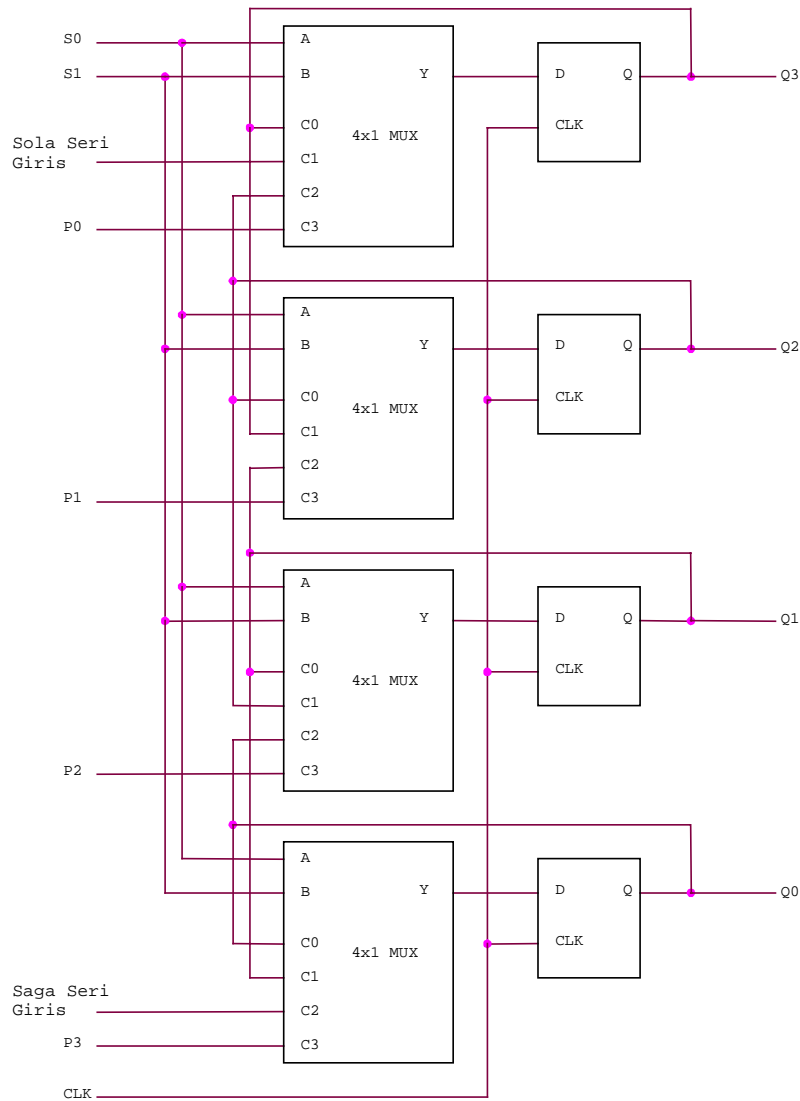 S0
A
Y
D
Q
Q3
S1
B
C0
4x1 MUX
CLK
Sola Seri
Giris
C1
C2
P0
C3
A
B
Y
D
Q
Q2
C0
4x1 MUX
CLK
C1
C2
P1
C3
A
B
Y
D
Q
Q1
C0
4x1 MUX
CLK
C1
C2
P2
C3
A
B
Y
D
Q
Q0
C0
4x1 MUX
CLK
C1
Saga Seri
Giris
C2
P3
C3
CLK